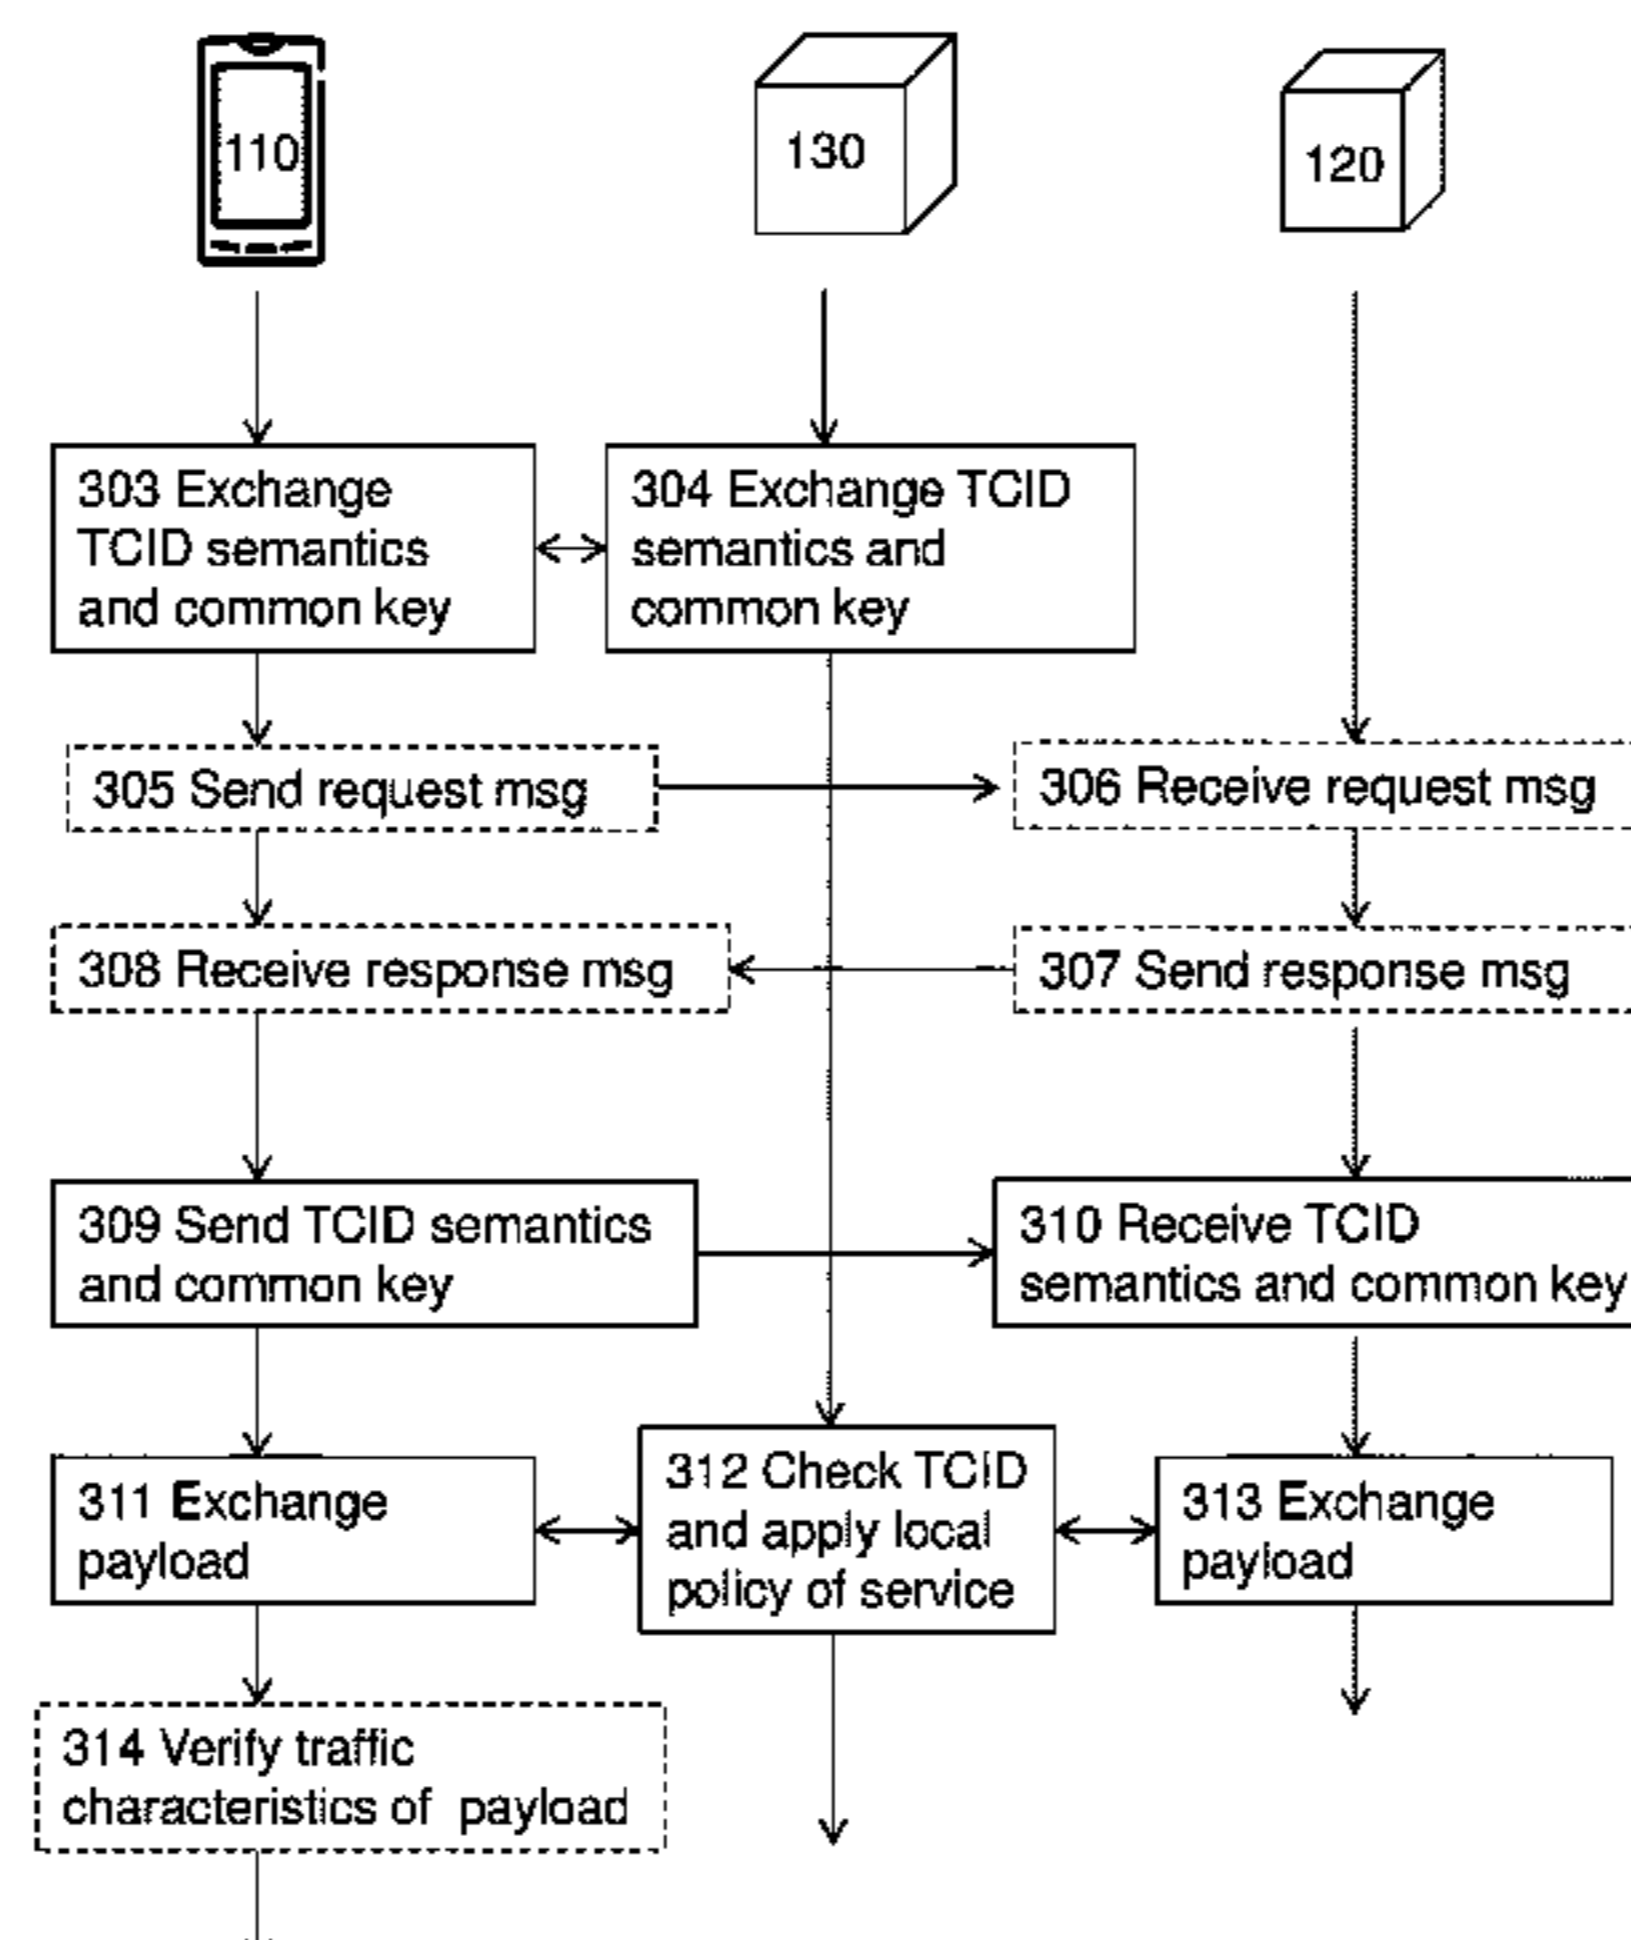 110
130
120
303 Exchange
TCID semantics
and common key
304 Exchange TCID
semantics and
common key
305 Send request msg
306 Receive request msg
308 Receive response msg
307 Send response msg
309 Send TCID semantics
and common key
310 Receive TCID
semantics and common key
311 Exchange
payload
312 Check TCID
and apply local
policy of service
313 Exchange
payload
314 Verify traffic
characteristics of payload